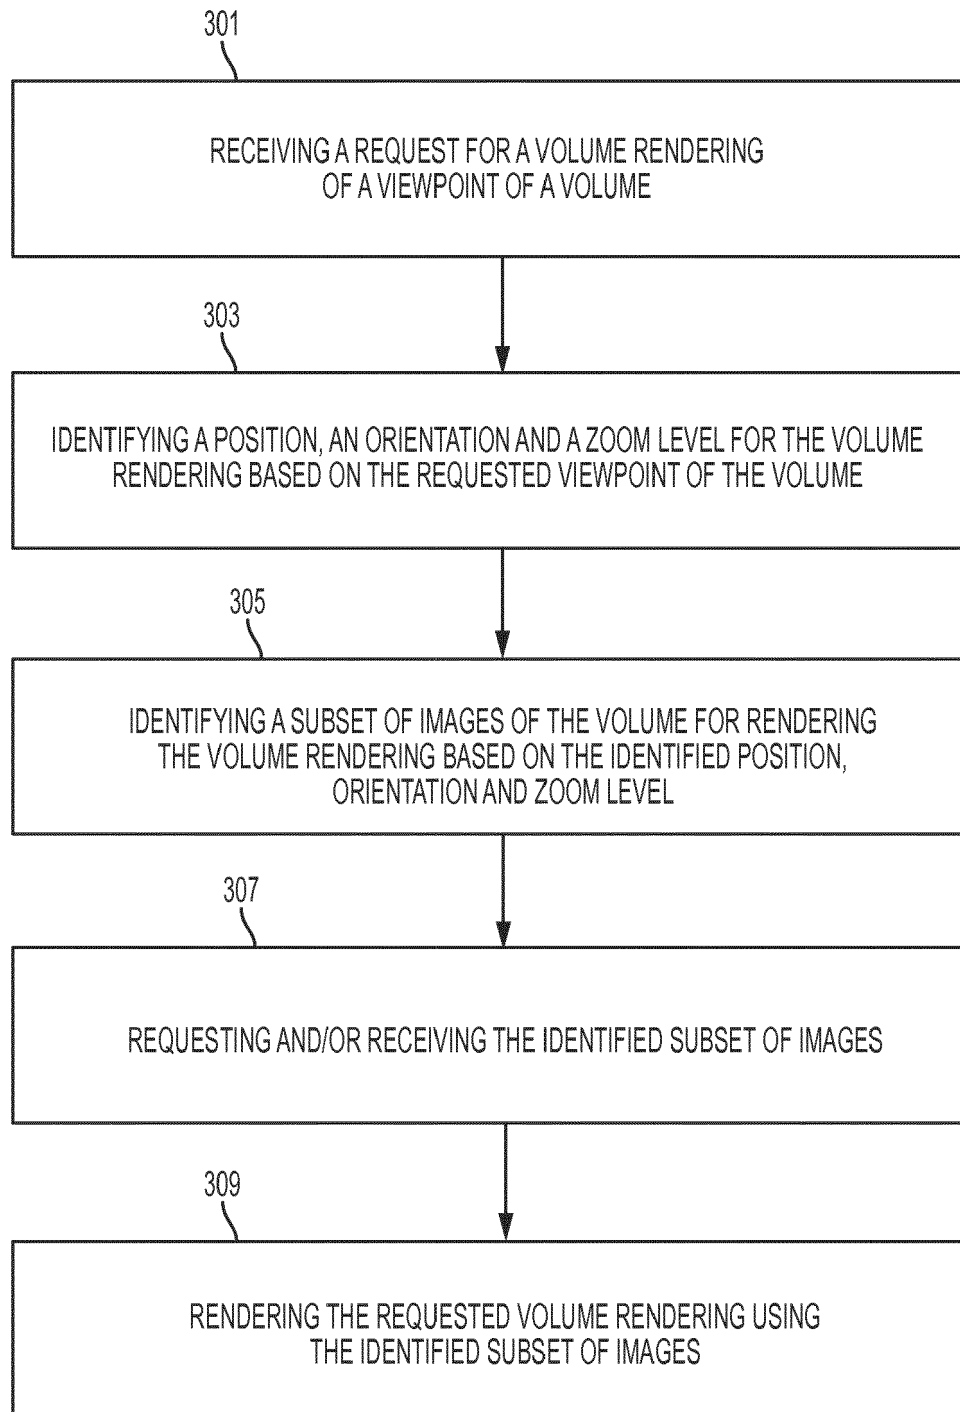 301
RECEIVING A REQUEST FOR A VOLUME RENDERING
OF A VIEWPOINT OF A VOLUME
303
IDENTIFYING A POSITION, AN ORIENTATION AND A ZOOM LEVEL FOR THE VOLUME
RENDERING BASED ON THE REQUESTED VIEWPOINT OF THE VOLUME
305
IDENTIFYING A SUBSET OF IMAGES OF THE VOLUME FOR RENDERING
THE VOLUME RENDERING BASED ON THE IDENTIFIED POSITION,
ORIENTATION AND ZOOM LEVEL
307
REQUESTING AND/OR RECEIVING THE IDENTIFIED SUBSET OF IMAGES
309
RENDERING THE REQUESTED VOLUME RENDERING USING
THE IDENTIFIED SUBSET OF IMAGES